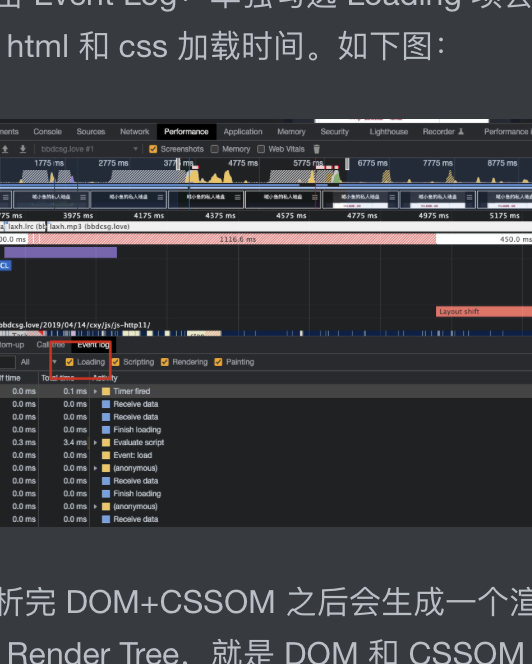 Event Log，单独勾选 Loading 项会
html 和 css 加载时间。如下图：
ments Console Sources Network Performance Application Memory Security Lighthouse Recorder Performance
bbdcsg.love #1 Screenshots Memory Web Vitals
1775 ms 2775 ms 3775 ms 4775 ms 5775 ms 6775 ms 7775 ms 8775 ms
75 ms 3975 ms 4175 ms 4375 ms 4575 ms 4775 ms 4975 ms 5175 ms
laxh.lrc (bb laxh.mp3 (bbdcsg.love)
00.0 ms 1116.6 ms 450.0 ms
CL
Layout shift
bbdcsg.love/2019/04/14/cxy/js/js-http11/
tom-up Call tree Event log
All Loading Scripting Rendering Painting
lf time Total time Activity
0.0 ms 0.1 ms Timer fired
0.0 ms 0.0 ms Receive data
0.0 ms 0.0 ms Receive data
0.0 ms 0.0 ms Finish loading
0.3 ms 3.4 ms Evaluate script
0.0 ms 0.0 ms Event: load
0.0 ms 0.0 ms (anonymous)
0.0 ms 0.0 ms Receive data
0.0 ms 0.0 ms Finish loading
0.0 ms 0.0 ms (anonymous)
0.0 ms 0.0 ms Receive data
析完 DOM+CSSOM 之后会生成一个渲
Render Tree，就是 DOM 和 CSSOM